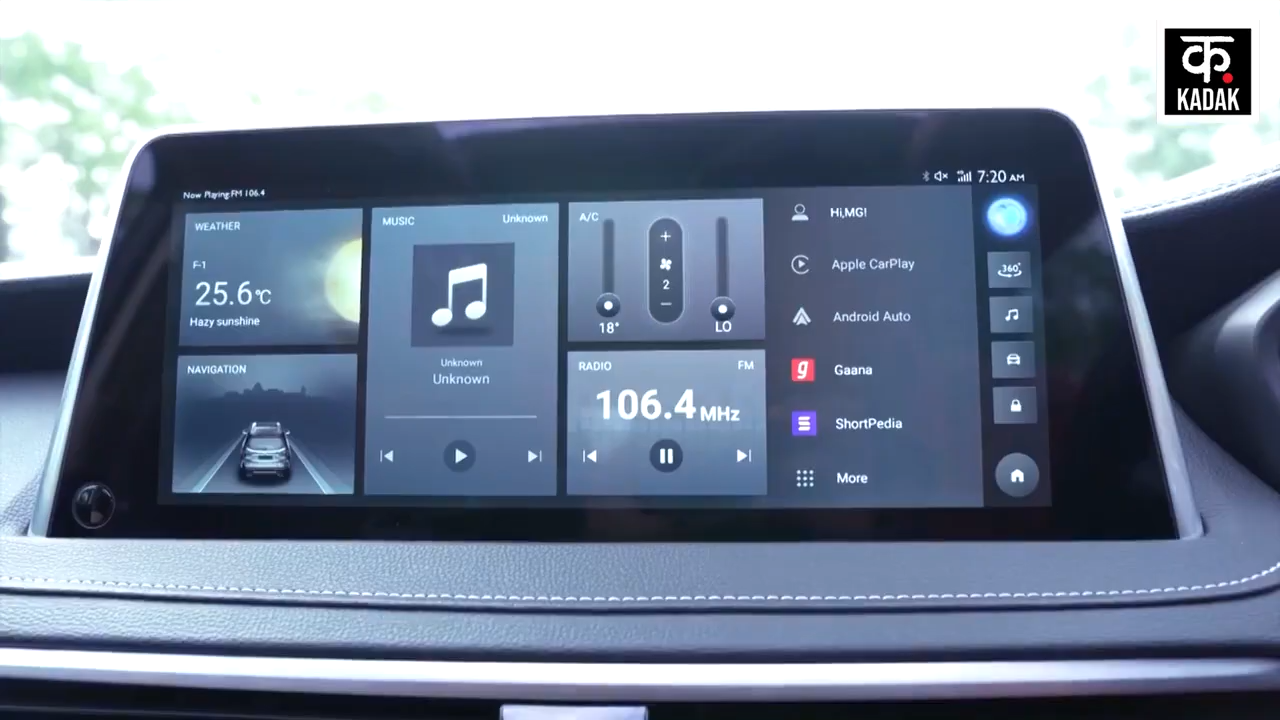 क.
KADAK
7:20 AM
Now Playing FM 106.4
WEATHER
F-1
25.6°C
Hazy sunshine
NAVIGATION
MUSIC
Unknown
Unknown
Unknown
A/C
+
2
−
18°
LO
RADIO
FM
106.4 MHz
Hi,MG!
Apple CarPlay
Android Auto
g Gaana
ShortPedia
More
360°